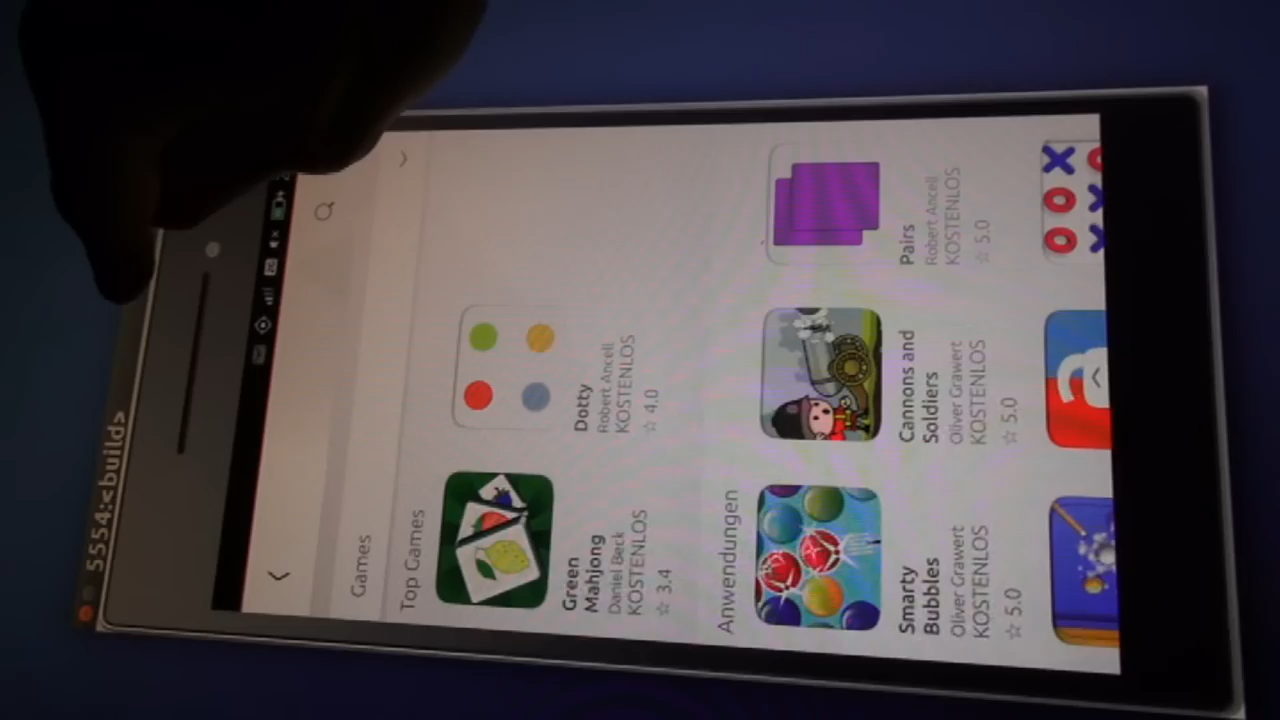 5554:<build>
Games
Top Games
Green
Mahjong
Daniel Beck
KOSTENLOS
☆ 3.4
Dotty
Robert Ancell
KOSTENLOS
☆ 4.0
Anwendungen
Smarty
Bubbles
Oliver Grawert
KOSTENLOS
☆ 5.0
Cannons and
Soldiers
Oliver Grawert
KOSTENLOS
☆ 5.0
Pairs
Robert Ancell
KOSTENLOS
☆ 5.0